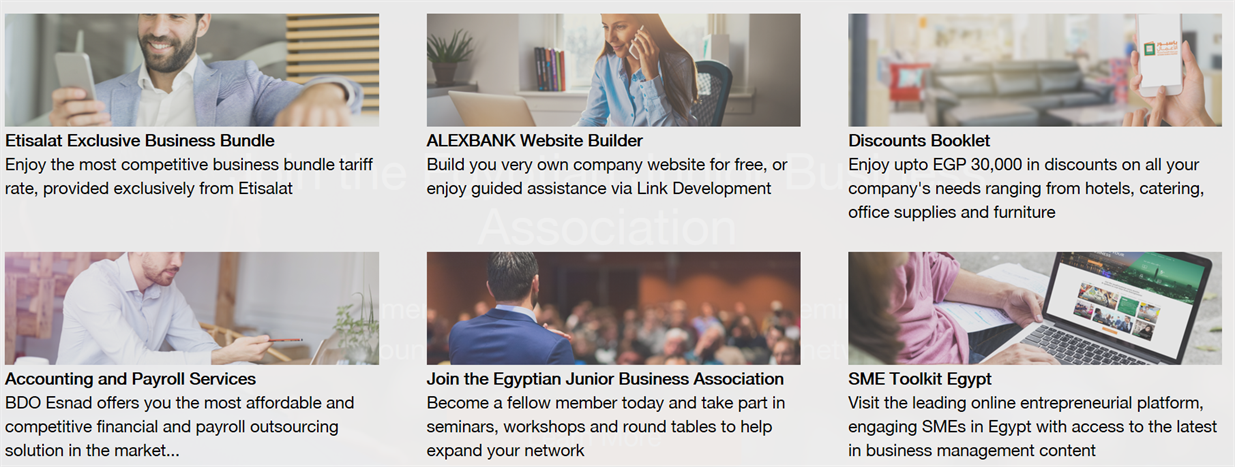 Etisalat Exclusive Business Bundle
Enjoy the most competitive business bundle tariff
rate, provided exclusively from Etisalat
ALEXBANK Website Builder
Build you very own company website for free, or
enjoy guided assistance via Link Development
Discounts Booklet
Enjoy upto EGP 30,000 in discounts on all your
company's needs ranging from hotels, catering,
office supplies and furniture
Accounting and Payroll Services
BDO Esnad offers you the most affordable and
competitive financial and payroll outsourcing
solution in the market...
Join the Egyptian Junior Business Association
Become a fellow member today and take part in
seminars, workshops and round tables to help
expand your network
SME Toolkit Egypt
Visit the leading online entrepreneurial platform,
engaging SMEs in Egypt with access to the latest
in business management content
Join the Egyptian Junior Business
Association